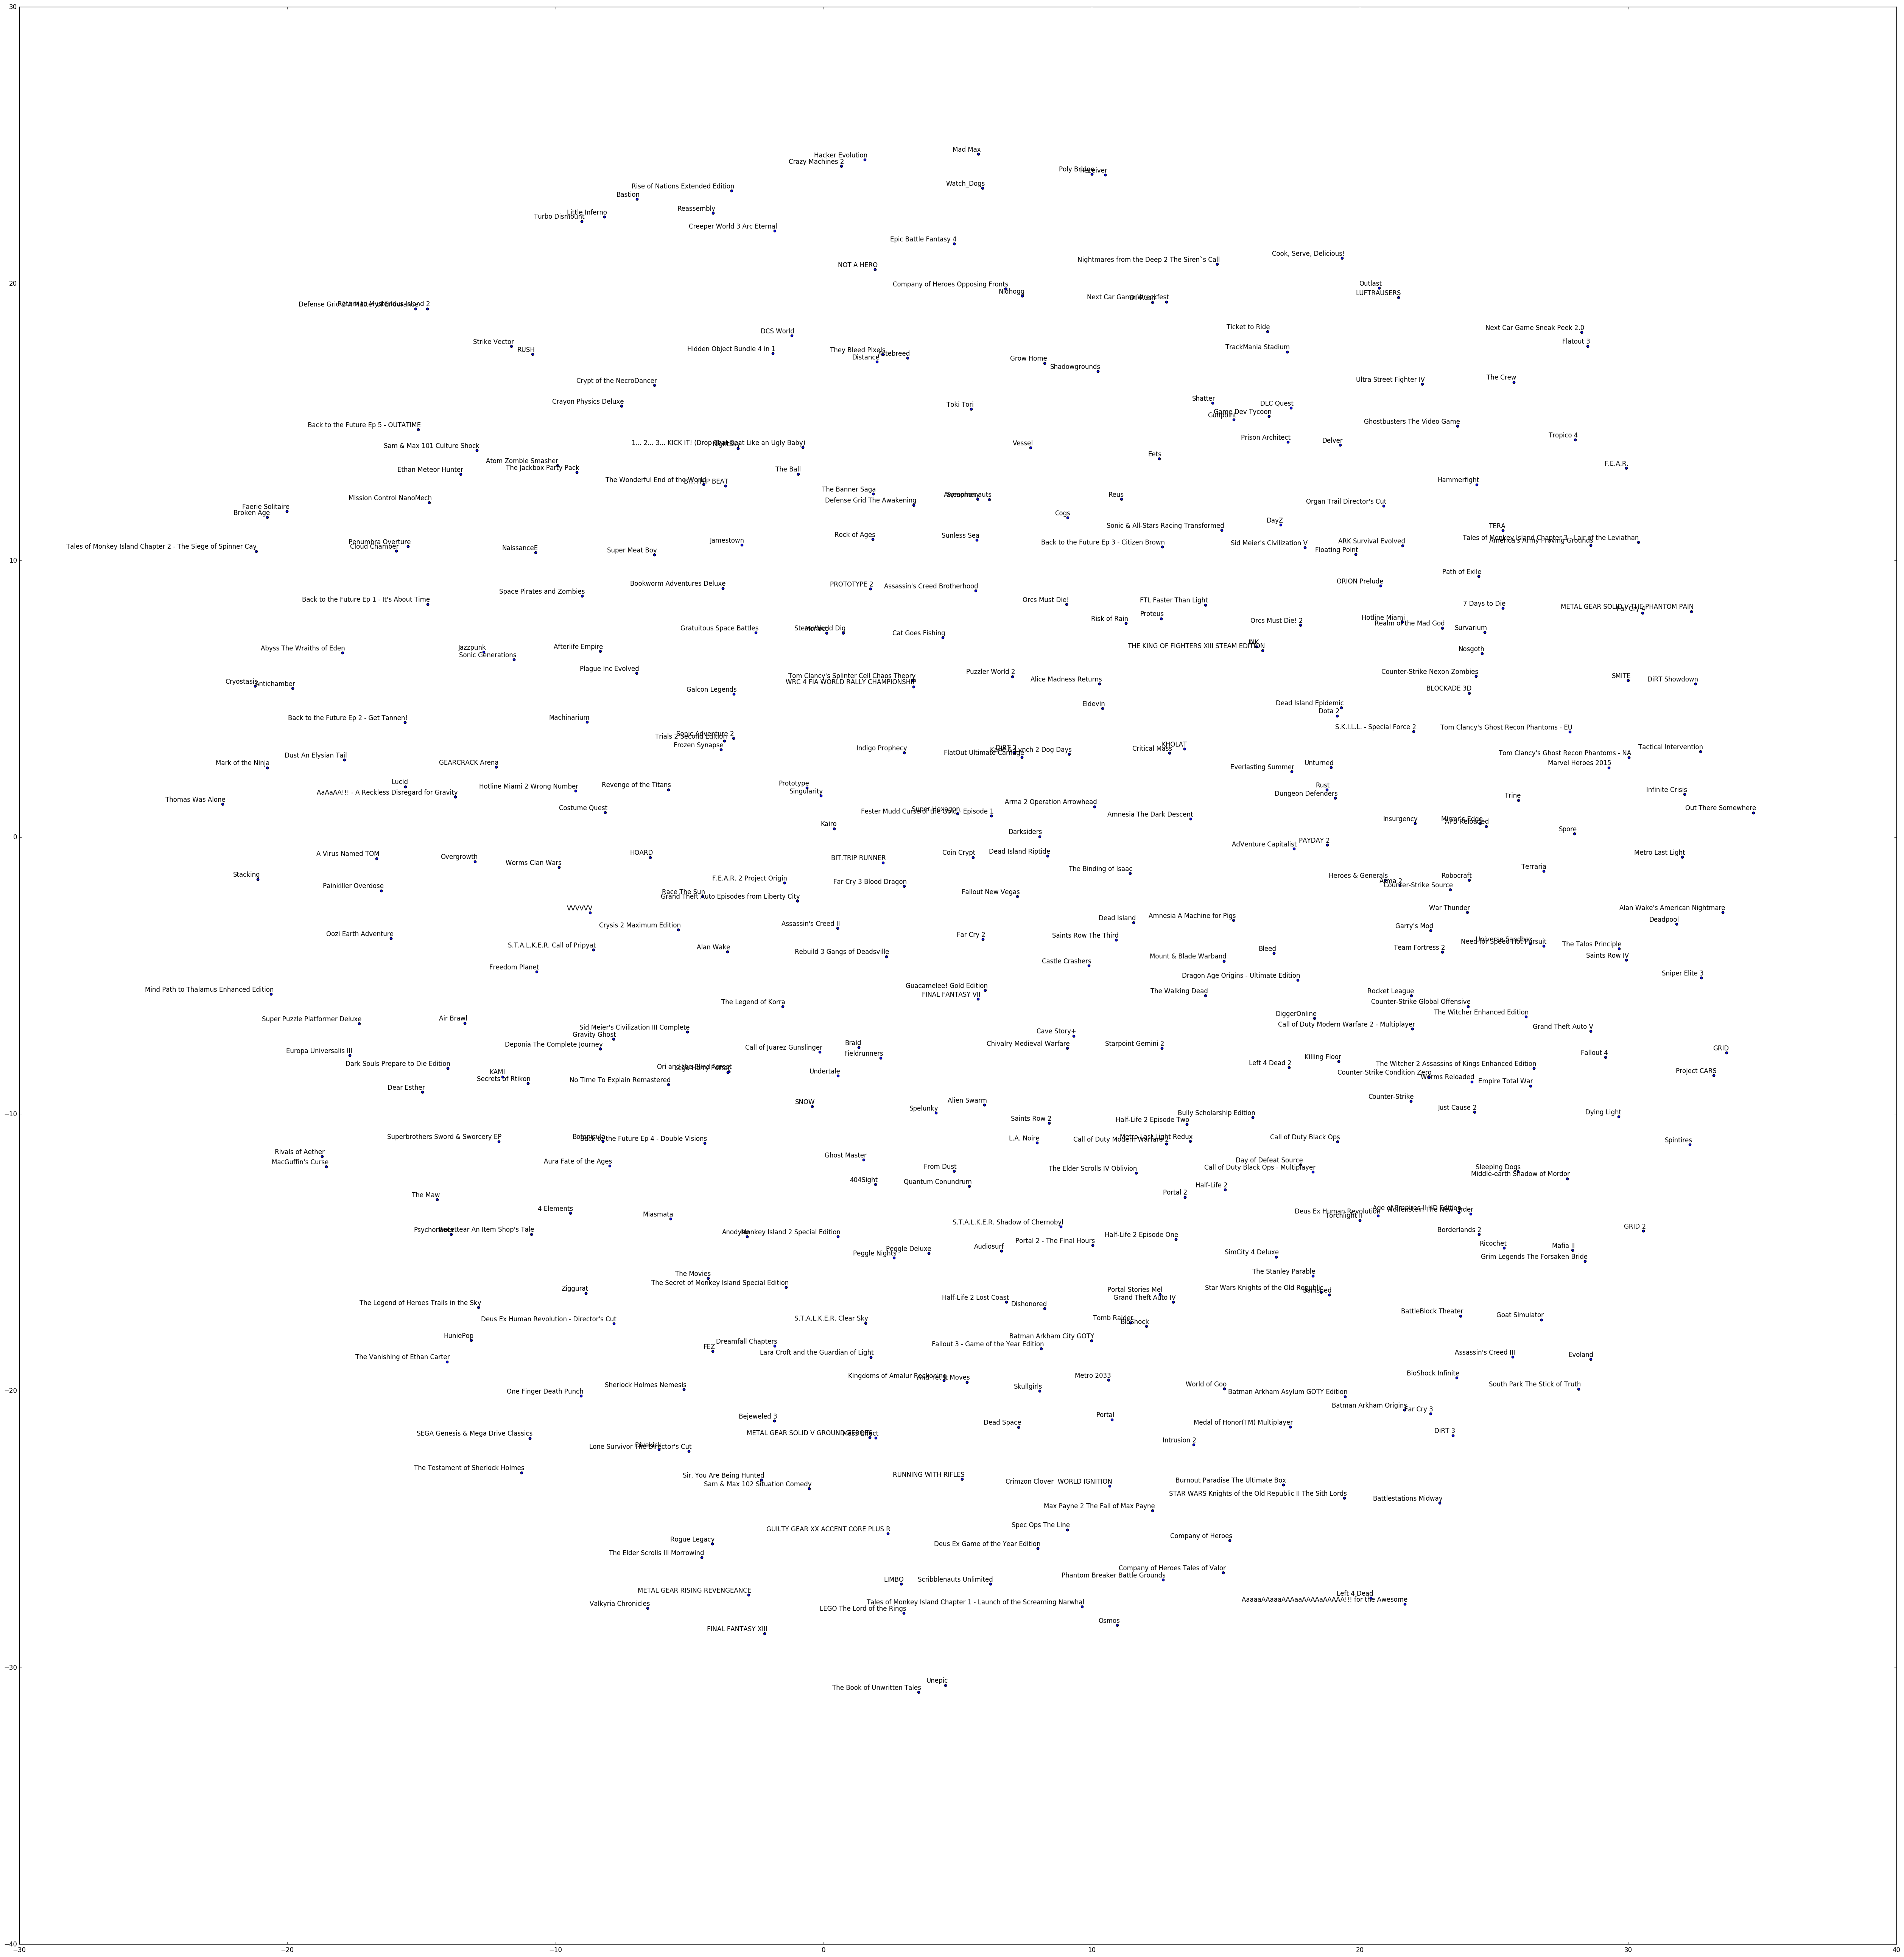 30
Mad Max
Hacker Evolution
Crazy Machines 2
Poly Bridge
Watch_Dogs
Rise of Nations Extended Edition
Bastion
Reassembly
Little Inferno
Turbo Dismount
Creeper World 3 Arc Eternal
Epic Battle Fantasy 4
Cook, Serve, Delicious!
Nightmares from the Deep 2 The Siren`s Call
NOT A HERO
20
Company of Heroes Opposing Fronts
Nidhogg
Outlast
LUFTRAUSERS
Next Car Game Wreckfest
Ticket to Ride
Next Car Game Sneak Peek 2.0
DCS World
Strike Vector
RUSH
Hidden Object Bundle 4 in 1
They Bleed Pixels
Distance
Grow Home
Shadowgrounds
TrackMania Stadium
Flatout 3
Crypt of the NecroDancer
Ultra Street Fighter IV
The Crew
Crayon Physics Deluxe
Toki Tori
Shatter
DLC Quest
Game Dev Tycoon
Gunpoint
Back to the Future Ep 5 - OUTATIME
Ghostbusters The Video Game
Sam & Max 101 Culture Shock
1... 2... 3... KICK IT! (Drop That Beat Like an Ugly Baby)
Vessel
Prison Architect
Delver
Tropico 4
Atom Zombie Smasher
The Jackbox Party Pack
Ethan Meteor Hunter
The Ball
Eets
F.E.A.R.
The Wonderful End of the World
BIT.TRIP BEAT
Hammerfight
Mission Control NanoMech
The Banner Saga
Defense Grid The Awakening
Reus
Organ Trail Director's Cut
Faerie Solitaire
Broken Age
Cogs
Sonic & All-Stars Racing Transformed
DayZ
TERA
Tales of Monkey Island Chapter 2 - The Siege of Spinner Cay
Penumbra Overture
Cloud Chamber
NaissanceE
Super Meat Boy
Jamestown
Rock of Ages
Sunless Sea
Back to the Future Ep 3 - Citizen Brown
Sid Meier's Civilization V
ARK Survival Evolved
Floating Point
Tales of Monkey Island Chapter 3 - Lair of the Leviathan
America's Army Proving Grounds
10
Path of Exile
Bookworm Adventures Deluxe
Space Pirates and Zombies
PROTOTYPE 2
Assassin's Creed Brotherhood
ORION Prelude
Back to the Future Ep 1 - It's About Time
Orcs Must Die!
FTL Faster Than Light
7 Days to Die
METAL GEAR SOLID V THE PHANTOM PAIN
Far Cry 4
Gratuitous Space Battles
SteamWorld Dig
Cat Goes Fishing
Risk of Rain
Proteus
Orcs Must Die! 2
Hotline Miami
Realm of the Mad God
Survarium
Abyss The Wraiths of Eden
Jazzpunk
Sonic Generations
Afterlife Empire
THE KING OF FIGHTERS XIII STEAM EDITION
INK
Nosgoth
Plague Inc Evolved
Tom Clancy's Splinter Cell Chaos Theory
WRC 4 FIA WORLD RALLY CHAMPIONSHIP
Puzzler World 2
Alice Madness Returns
Counter-Strike Nexon Zombies
BLOCKADE 3D
SMITE
DiRT Showdown
Cryostasis
Antichamber
Galcon Legends
Eldevin
Dead Island Epidemic
Dota 2
Back to the Future Ep 2 - Get Tannen!
Machinarium
S.K.I.L.L. - Special Force 2
Tom Clancy's Ghost Recon Phantoms - EU
Sonic Adventure 2
Trials 2 Second Edition
Frozen Synapse
Indigo Prophecy
DiRT 2
FlatOut Ultimate Carnage
Kane & Lynch 2 Dog Days
Critical Mass
KHOLAT
Tom Clancy's Ghost Recon Phantoms - NA
Tactical Intervention
Dust An Elysian Tail
Mark of the Ninja
GEARCRACK Arena
Everlasting Summer
Unturned
Marvel Heroes 2015
Lucid
AaAaAA!!! - A Reckless Disregard for Gravity
Hotline Miami 2 Wrong Number
Revenge of the Titans
Prototype
Singularity
Rust
Dungeon Defenders
Trine
Infinite Crisis
Thomas Was Alone
Costume Quest
Super Hexagon
Fester Mudd Curse of the Gold - Episode 1
Arma 2 Operation Arrowhead
Amnesia The Dark Descent
Insurgency
Mirror's Edge
APB Reloaded
Out There Somewhere
0
Kairo
Darksiders
Spore
A Virus Named TOM
Overgrowth
Worms Clan Wars
HOARD
BIT.TRIP RUNNER
Coin Crypt
Dead Island Riptide
AdVenture Capitalist
PAYDAY 2
Metro Last Light
Stacking
Painkiller Overdose
F.E.A.R. 2 Project Origin
Far Cry 3 Blood Dragon
The Binding of Isaac
Heroes & Generals
Arma 2
Counter-Strike Source
Robocraft
Terraria
Race The Sun
Grand Theft Auto Episodes from Liberty City
Fallout New Vegas
VVVVVV
War Thunder
Alan Wake's American Nightmare
Crysis 2 Maximum Edition
Assassin's Creed II
Dead Island
Amnesia A Machine for Pigs
Garry's Mod
Deadpool
Oozi Earth Adventure
Far Cry 2
Saints Row The Third
S.T.A.L.K.E.R. Call of Pripyat
Alan Wake
Rebuild 3 Gangs of Deadsville
Bleed
Team Fortress 2
Universe Sandbox
Need for Speed Hot Pursuit
The Talos Principle
Saints Row IV
Freedom Planet
Castle Crashers
Mount & Blade Warband
Dragon Age Origins - Ultimate Edition
Sniper Elite 3
Mind Path to Thalamus Enhanced Edition
Guacamelee! Gold Edition
FINAL FANTASY VII
The Walking Dead
Rocket League
Counter-Strike Global Offensive
The Legend of Korra
Super Puzzle Platformer Deluxe
Air Brawl
DiggerOnline
The Witcher Enhanced Edition
Sid Meier's Civilization III Complete
Gravity Ghost
Call of Duty Modern Warfare 2 - Multiplayer
Grand Theft Auto V
Cave Story+
Deponia The Complete Journey
Call of Juarez Gunslinger
Braid
Fieldrunners
Chivalry Medieval Warfare
Starpoint Gemini 2
Europa Universalis III
Fallout 4
GRID
Dark Souls Prepare to Die Edition
KAMI
Secrets of Rtikon
Ori and the Blind Forest
Lego Harry Potter
Undertale
Left 4 Dead 2
Killing Floor
The Witcher 2 Assassins of Kings Enhanced Edition
Counter-Strike Condition Zero
Project CARS
Dear Esther
No Time To Explain Remastered
Worms Reloaded
Empire Total War
−10
SNOW
Spelunky
Alien Swarm
Counter-Strike
Just Cause 2
Dying Light
Saints Row 2
Half-Life 2 Episode Two
Bully Scholarship Edition
Superbrothers Sword & Sworcery EP
Botanicula
Back to the Future Ep 4 - Double Visions
L.A. Noire
Call of Duty Modern Warfare 2
Metro Last Light Redux
Call of Duty Black Ops
Spintires
Rivals of Aether
MacGuffin's Curse
Aura Fate of the Ages
Ghost Master
From Dust
The Elder Scrolls IV Oblivion
Day of Defeat Source
Call of Duty Black Ops - Multiplayer
Sleeping Dogs
Middle-earth Shadow of Mordor
The Maw
404Sight
Quantum Conundrum
Portal 2
Half-Life 2
4 Elements
Miasmata
Deus Ex Human Revolution
Torchlight II
Age of Empires II HD Edition
Wolfenstein The New Order
Psychonauts
Recettear An Item Shop's Tale
Anodyne
Monkey Island 2 Special Edition
S.T.A.L.K.E.R. Shadow of Chernobyl
Half-Life 2 Episode One
Borderlands 2
GRID 2
Peggle Nights
Peggle Deluxe
Audiosurf
Portal 2 - The Final Hours
SimCity 4 Deluxe
Ricochet
Mafia II
Grim Legends The Forsaken Bride
The Movies
The Secret of Monkey Island Special Edition
The Stanley Parable
Ziggurat
Star Wars Knights of the Old Republic
Banished
Portal Stories Mel
Grand Theft Auto IV
The Legend of Heroes Trails in the Sky
Half-Life 2 Lost Coast
Dishonored
BattleBlock Theater
Goat Simulator
Deus Ex Human Revolution - Director's Cut
S.T.A.L.K.E.R. Clear Sky
Tomb Raider
BioShock
HuniePop
Dreamfall Chapters
FEZ
Lara Croft and the Guardian of Light
Fallout 3 - Game of the Year Edition
Batman Arkham City GOTY
The Vanishing of Ethan Carter
Assassin's Creed III
Evoland
Kingdoms of Amalur Reckoning
And Yet It Moves
Metro 2033
BioShock Infinite
−20
One Finger Death Punch
Sherlock Holmes Nemesis
Skullgirls
World of Goo
Batman Arkham Asylum GOTY Edition
South Park The Stick of Truth
Batman Arkham Origins
Far Cry 3
Bejeweled 3
Dead Space
Portal
Medal of Honor(TM) Multiplayer
DiRT 3
SEGA Genesis & Mega Drive Classics
METAL GEAR SOLID V GROUND ZEROES
Mass Effect
Lone Survivor The Director's Cut
Intrusion 2
The Testament of Sherlock Holmes
Sir, You Are Being Hunted
Sam & Max 102 Situation Comedy
RUNNING WITH RIFLES
Crimzon Clover WORLD IGNITION
Burnout Paradise The Ultimate Box
STAR WARS Knights of the Old Republic II The Sith Lords
Battlestations Midway
Max Payne 2 The Fall of Max Payne
GUILTY GEAR XX ACCENT CORE PLUS R
Spec Ops The Line
Rogue Legacy
Deus Ex Game of the Year Edition
Company of Heroes
The Elder Scrolls III Morrowind
Company of Heroes Tales of Valor
Phantom Breaker Battle Grounds
LIMBO
Scribblenauts Unlimited
METAL GEAR RISING REVENGEANCE
Valkyria Chronicles
LEGO The Lord of the Rings
Tales of Monkey Island Chapter 1 - Launch of the Screaming Narwhal
Left 4 Dead
AaaaaAAaaaAAAaaAAAAaAAAAA!!! for the Awesome
Osmos
FINAL FANTASY XIII
−30
Unepic
The Book of Unwritten Tales
−40
−30
−20
−10
0
10
20
30
40